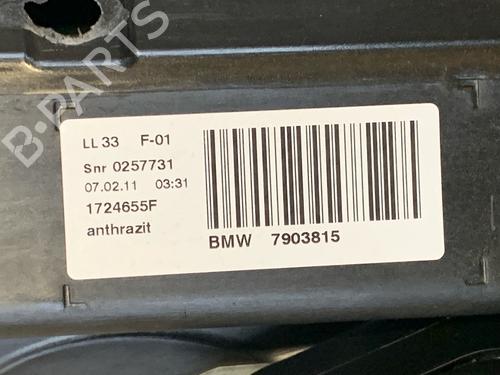 B-PARTS
LL 33 F-01
Snr 0257731
07.02.11 03:31
1724655F
anthrazit
BMW 7903815